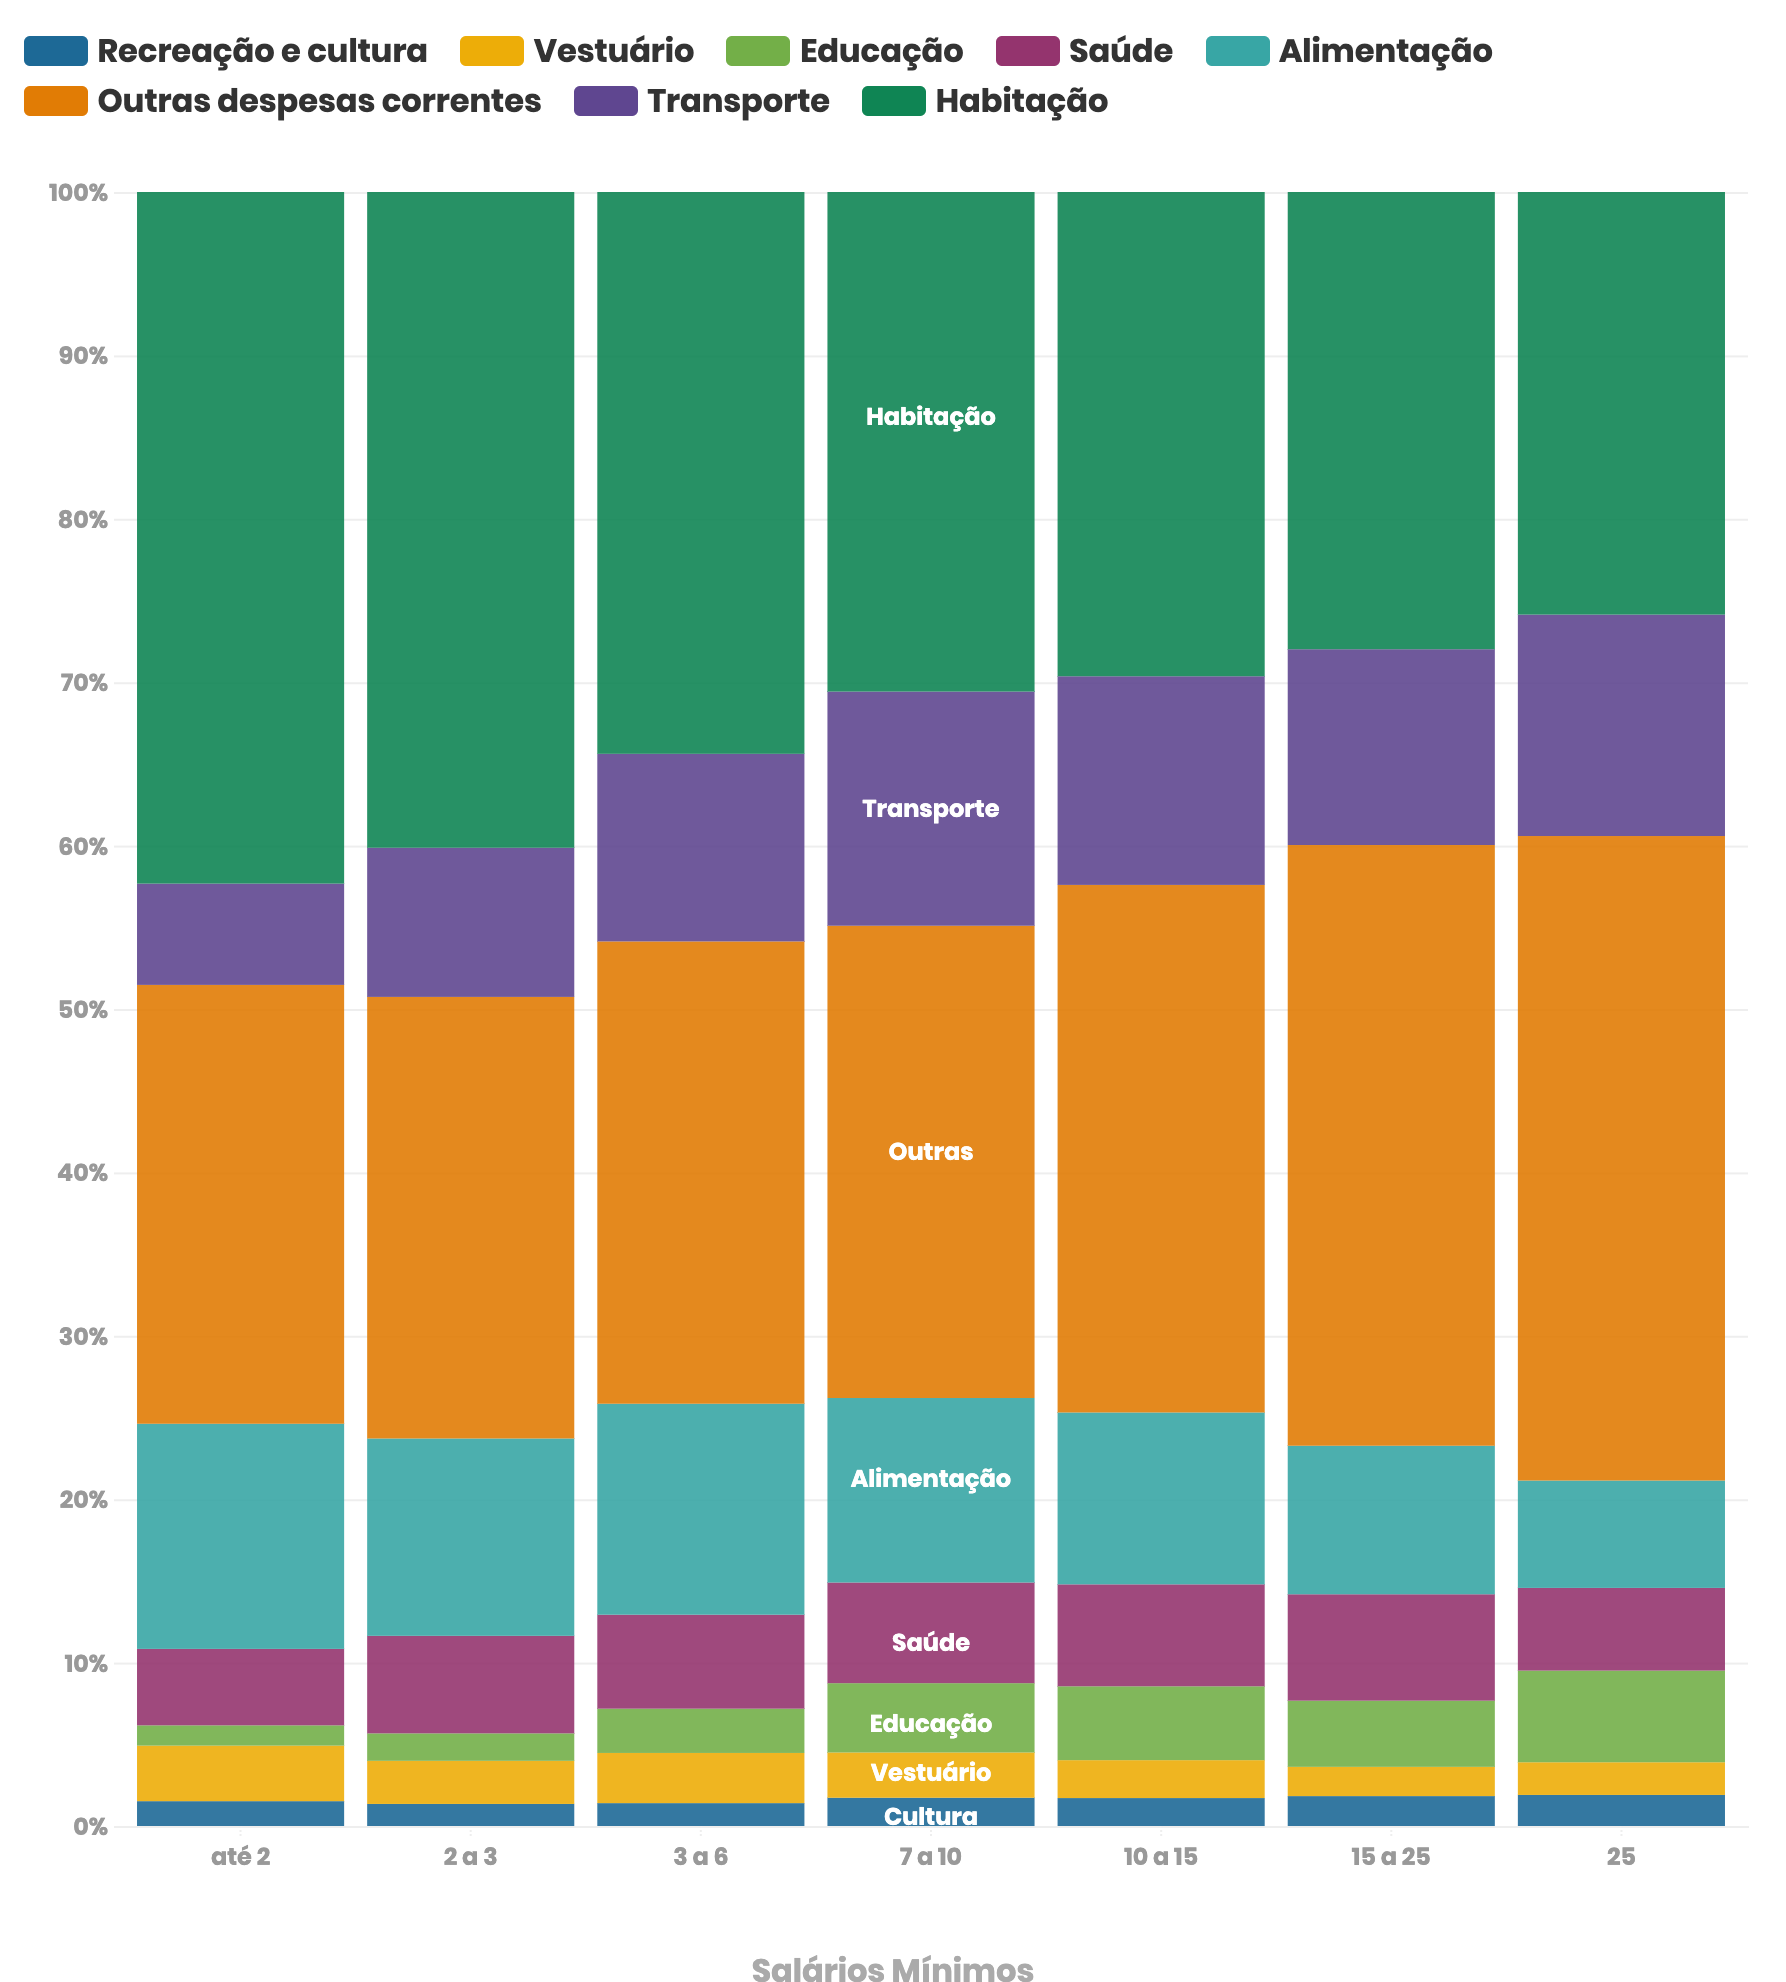 Recreação e cultura Vestuário Educação Saúde Alimentação
Outras despesas correntes Transporte Habitação
100%
90%
80%
70%
60%
50%
40%
30%
20%
10%
0%
Habitação
Transporte
Outras
Alimentação
Saúde
Educação
Vestuário
Cultura
até 2 2 a 3 3 a 6 7 a 10 10 a 15 15 a 25 25
Salários Mínimos